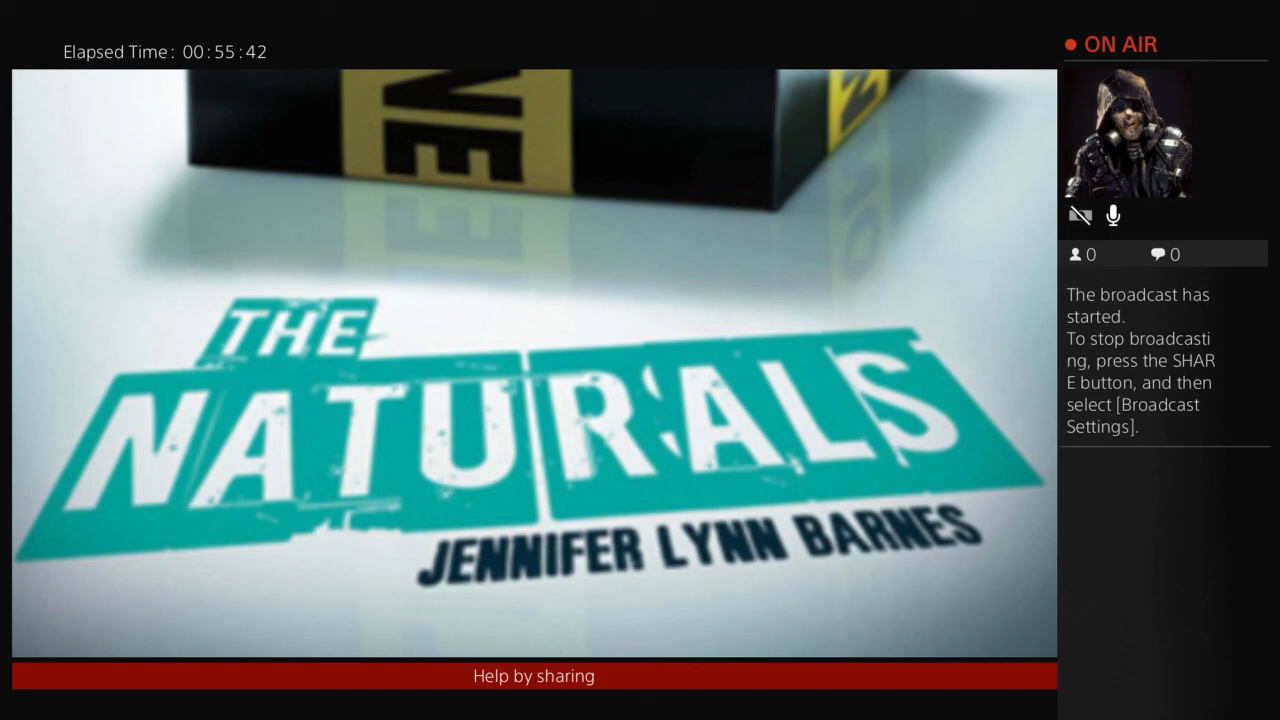 Elapsed Time: 00:55:42
ON AIR
NE
THE
NATURALS
JENNIFER LYNN BARNES
0 0
The broadcast has
started.
To stop broadcasti
ng, press the SHAR
E button, and then
select [Broadcast
Settings].
Help by sharing